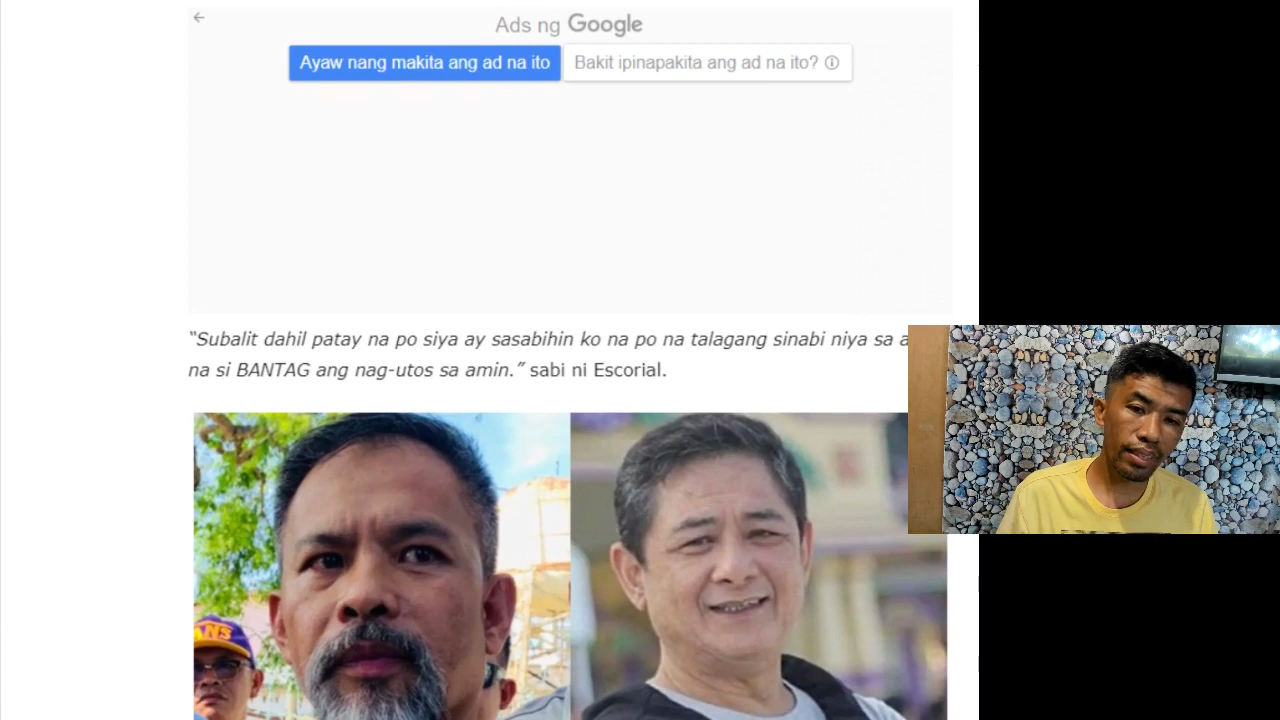 Ads ng Google
Ayaw nang makita ang ad na ito
Bakit ipinapakita ang ad na ito?
“Subalit dahil patay na po siya ay sasabihin ko na po na talagang sinabi niya sa
na si BANTAG ang nag-utos sa amin.” sabi ni Escorial.